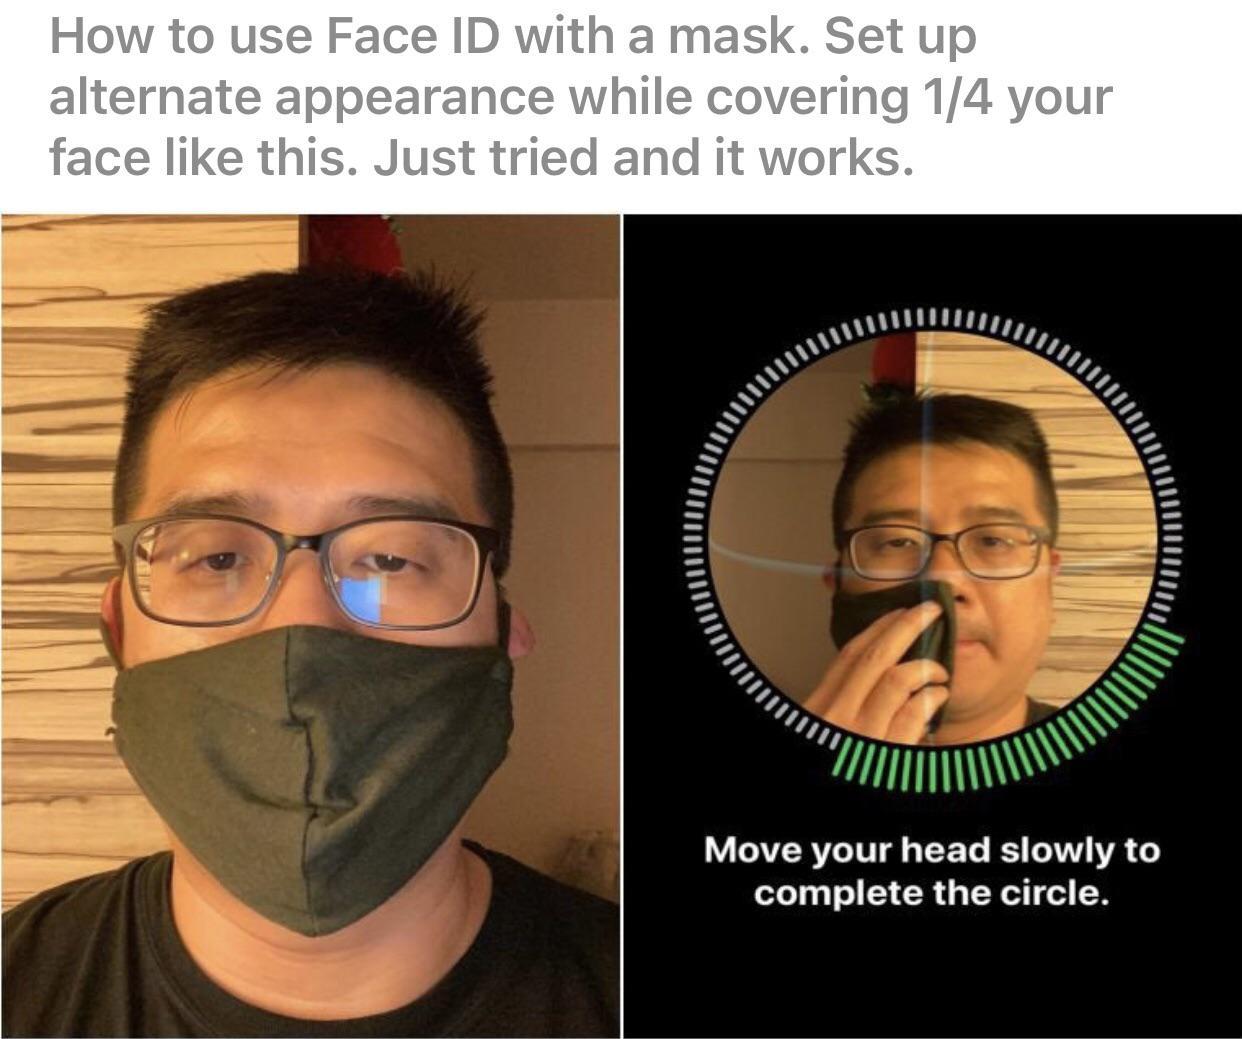 How to use Face ID with a mask. Set up
alternate appearance while covering 1/4 your
face like this. Just tried and it works.
Move your head slowly to
complete the circle.